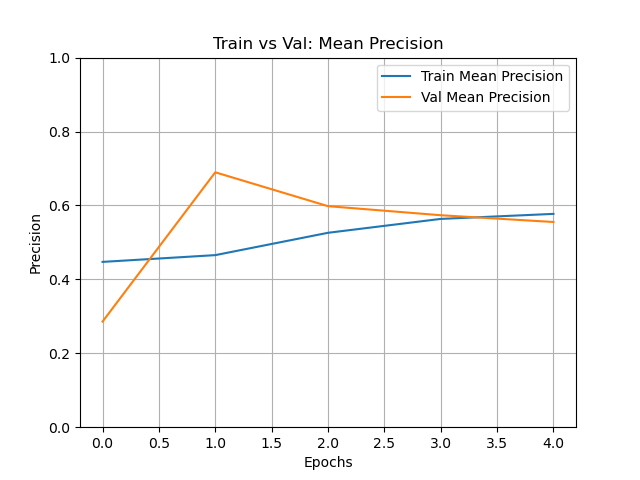 Train vs Val: Mean Precision
Train Mean Precision
Val Mean Precision
Precision
1.0
0.8
0.6
0.4
0.2
0.0
0.0 0.5 1.0 1.5 2.0 2.5 3.0 3.5 4.0
Epochs